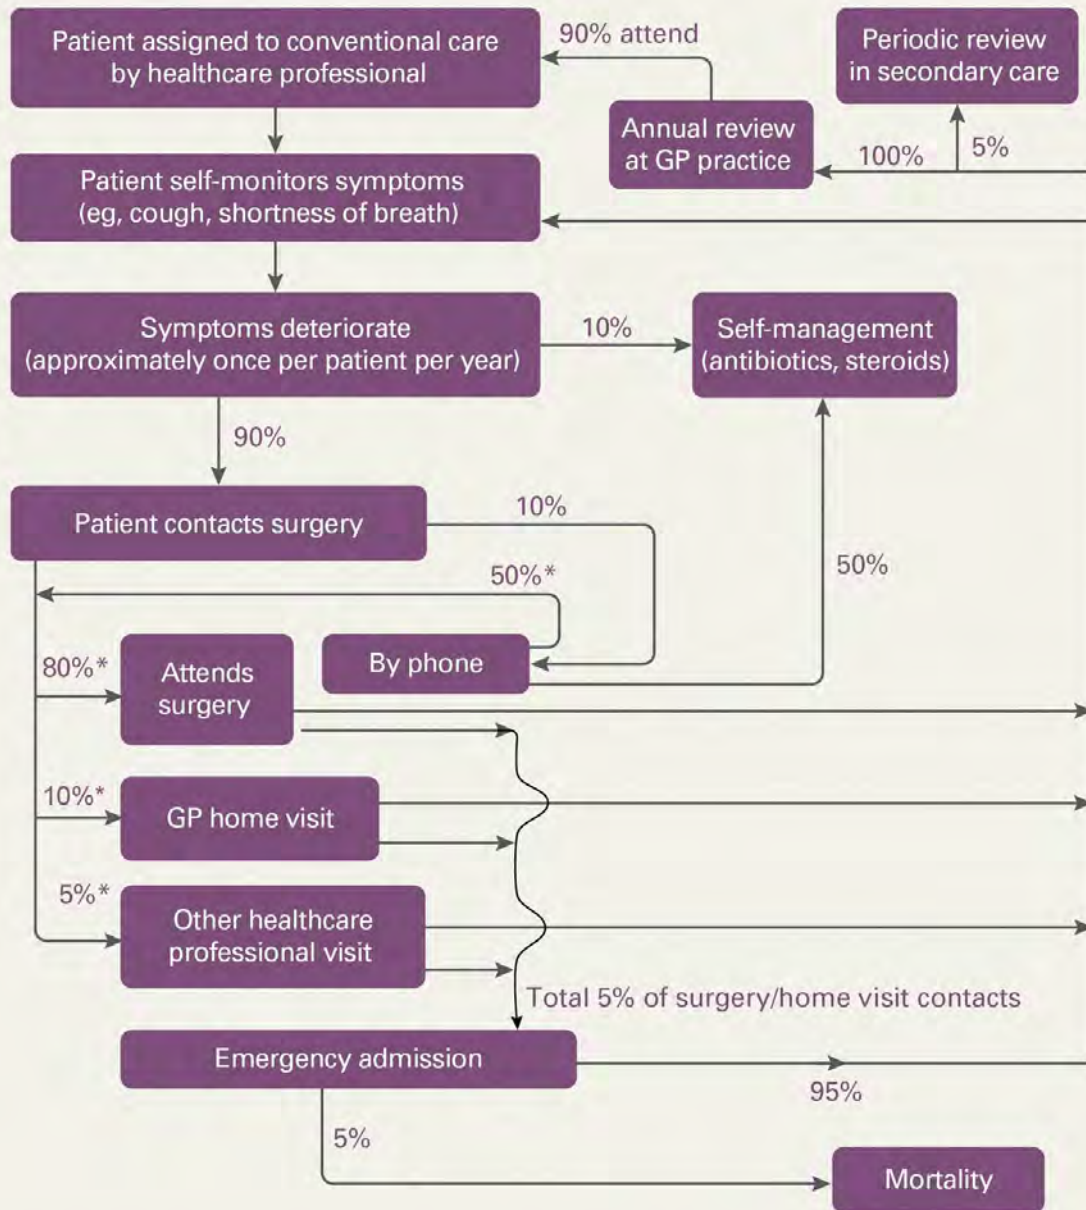 Patient assigned to conventional care
by healthcare professional
90% attend
Periodic review
in secondary care
Annual review
at GP practice
100%
5%
Patient self-monitors symptoms
(eg, cough, shortness of breath)
Symptoms deteriorate
(approximately once per patient per year)
10%
Self-management
(antibiotics, steroids)
90%
Patient contacts surgery
10%
50%*
50%
By phone
80%*
Attends
surgery
10%*
GP home visit
5%*
Other healthcare
professional visit
Total 5% of surgery/home visit contacts
Emergency admission
95%
5%
Mortality